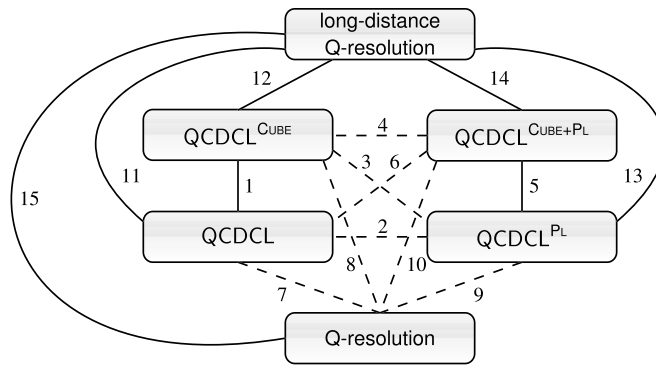 long-distance
Q-resolution
12
14
QCDCL^CUBE
4
QCDCL^CUBE+PL
3
6
11
1
5
13
15
QCDCL
2
QCDCL^PL
8
10
7
9
Q-resolution